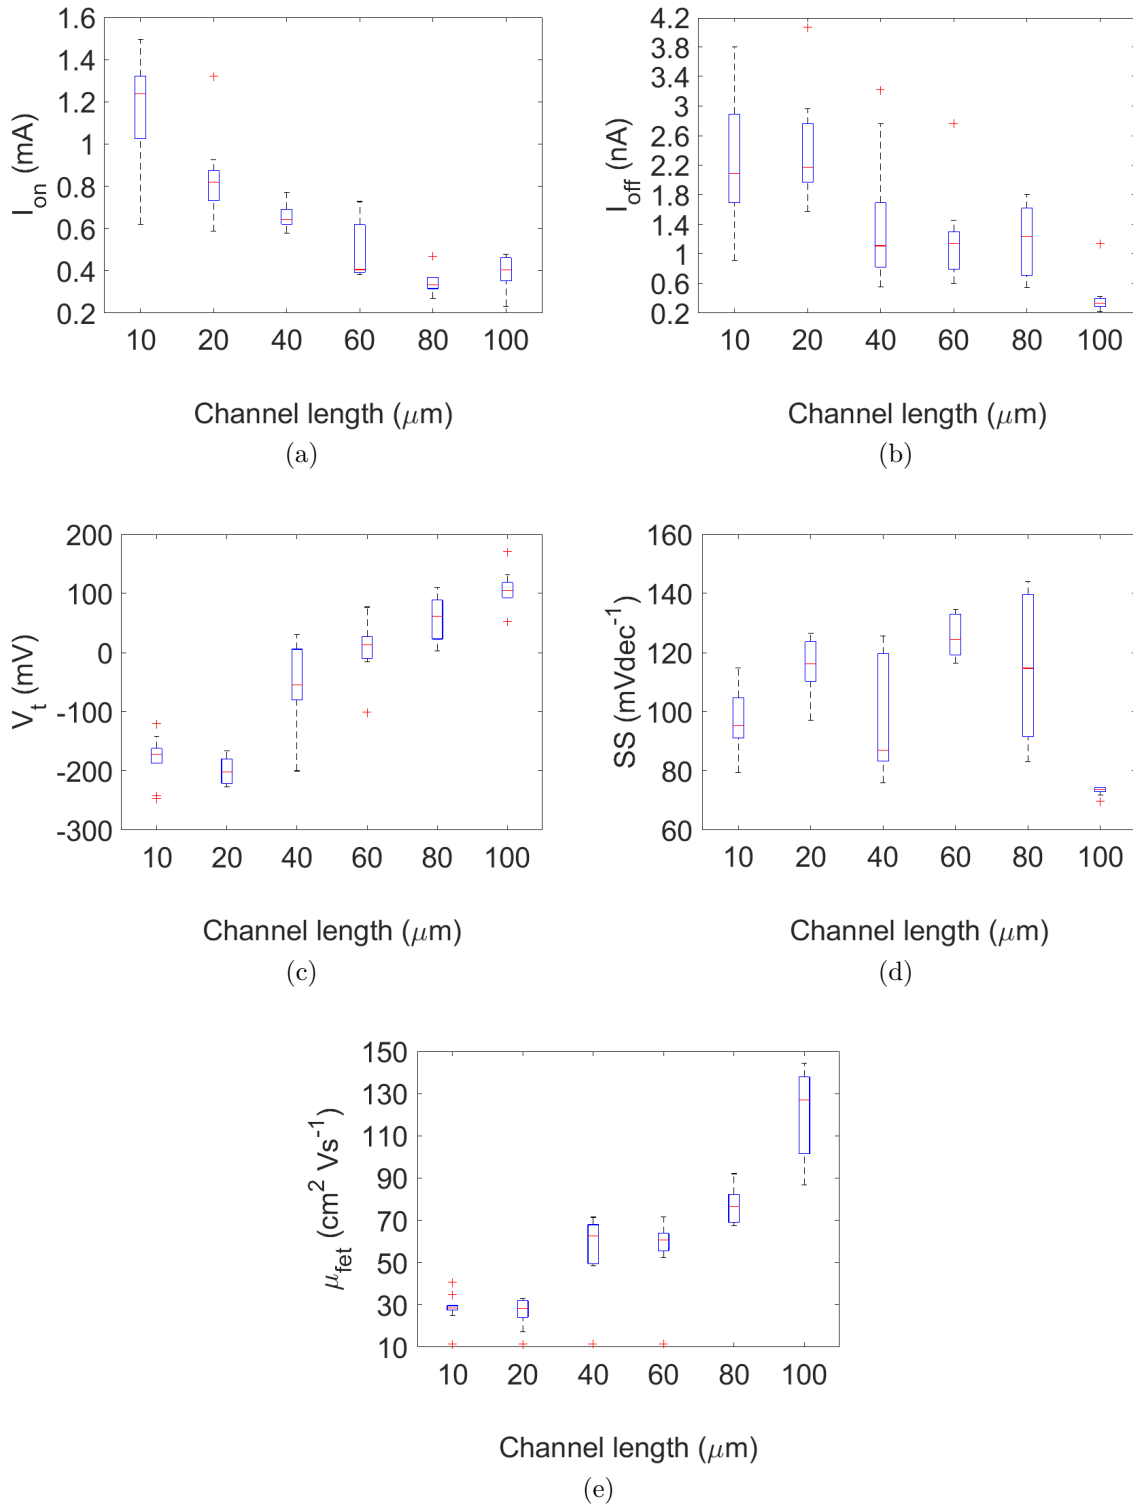 1.6
1.4
1.2
1
0.8
0.6
0.4
0.2
I_on (mA)
10 20 40 60 80 100
Channel length (μm)
(a)
4.2
3.8
3.4
3
2.6
2.2
1.8
1.4
1
0.6
0.2
I_off (nA)
10 20 40 60 80 100
Channel length (μm)
(b)
200
100
0
-100
-200
-300
V_t (mV)
10 20 40 60 80 100
Channel length (μm)
(c)
160
140
120
100
80
60
SS (mVdec⁻¹)
10 20 40 60 80 100
Channel length (μm)
(d)
150
130
110
90
70
50
30
10
μ_fet (cm² Vs⁻¹)
10 20 40 60 80 100
Channel length (μm)
(e)